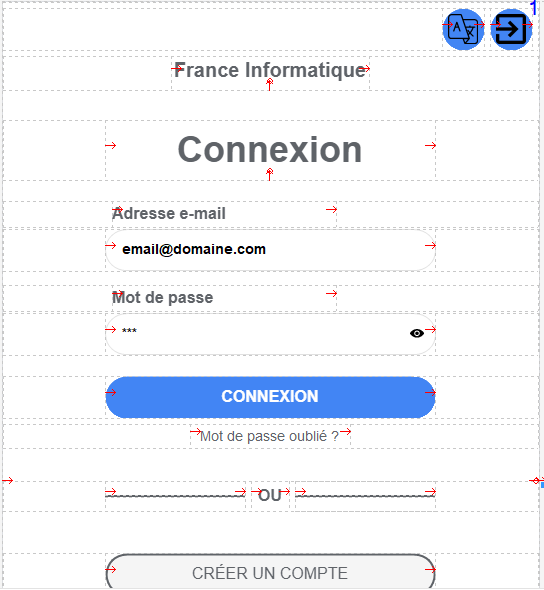 1
France Informatique
Connexion
Adresse e-mail
email@domaine.com
Mot de passe
***
CONNEXION
Mot de passe oublié ?
OU
CRÉER UN COMPTE